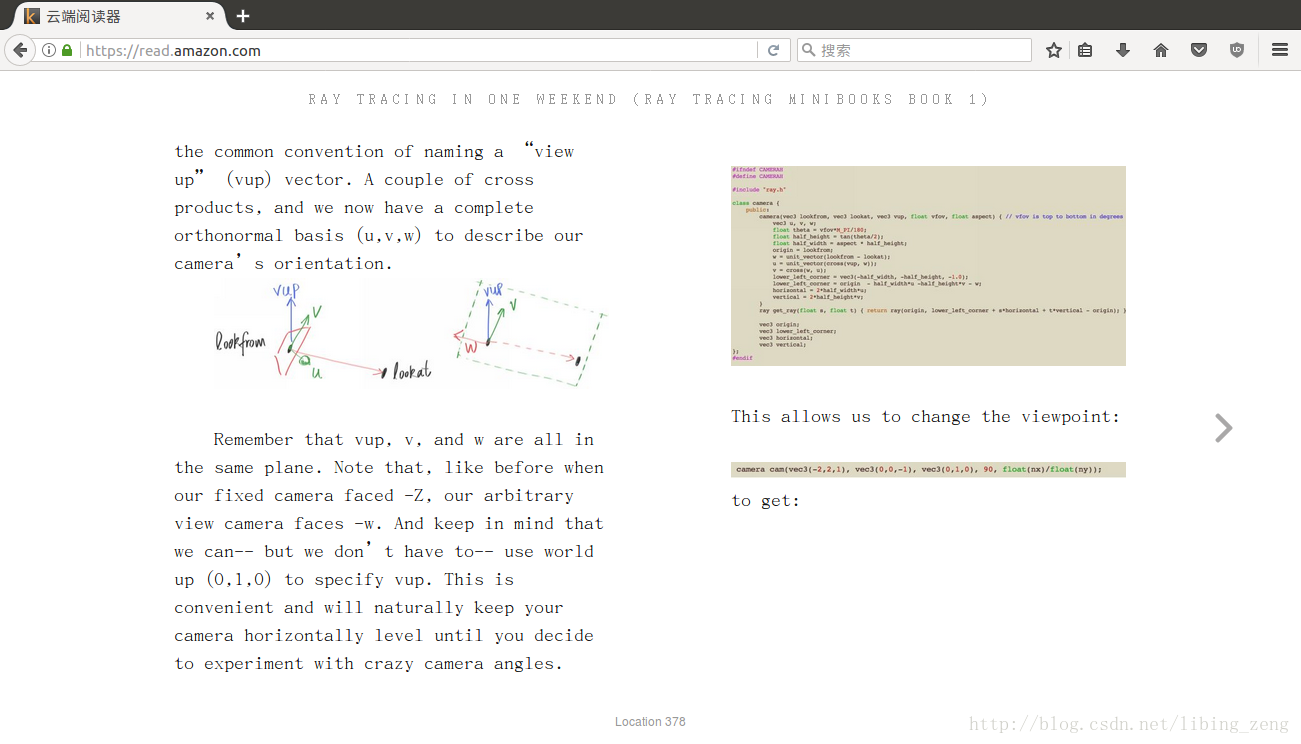 云端阅读器
https://read.amazon.com
搜索
RAY TRACING IN ONE WEEKEND (RAY TRACING MINIBOOKS BOOK 1)
the common convention of naming a “view
up” (vup) vector. A couple of cross
products, and we now have a complete
orthonormal basis (u,v,w) to describe our
camera’s orientation.
vup
v
lookfrom
u
lookat
vup
v
w
Remember that vup, v, and w are all in
the same plane. Note that, like before when
our fixed camera faced -Z, our arbitrary
view camera faces -w. And keep in mind that
we can-- but we don’t have to-- use world
up (0,1,0) to specify vup. This is
convenient and will naturally keep your
camera horizontally level until you decide
to experiment with crazy camera angles.
#ifndef CAMERAH
#define CAMERAH
#include "ray.h"
class camera {
public:
camera(vec3 lookfrom, vec3 lookat, vec3 vup, float vfov, float aspect) { // vfov is top to bottom in degrees
vec3 u, v, w;
float theta = vfov*M_PI/180;
float half_height = tan(theta/2);
float half_width = aspect * half_height;
origin = lookfrom;
w = unit_vector(lookfrom - lookat);
u = unit_vector(cross(vup, w));
v = cross(w, u);
lower_left_corner = vec3(-half_width, -half_height, -1.0);
lower_left_corner = origin - half_width*u -half_height*v - w;
horizontal = 2*half_width*u;
vertical = 2*half_height*v;
}
ray get_ray(float s, float t) { return ray(origin, lower_left_corner + s*horizontal + t*vertical - origin); }
vec3 origin;
vec3 lower_left_corner;
vec3 horizontal;
vec3 vertical;
};
#endif
This allows us to change the viewpoint:
camera cam(vec3(-2,2,1), vec3(0,0,-1), vec3(0,1,0), 90, float(nx)/float(ny));
to get:
Location 378
http://blog.csdn.net/libing_zeng